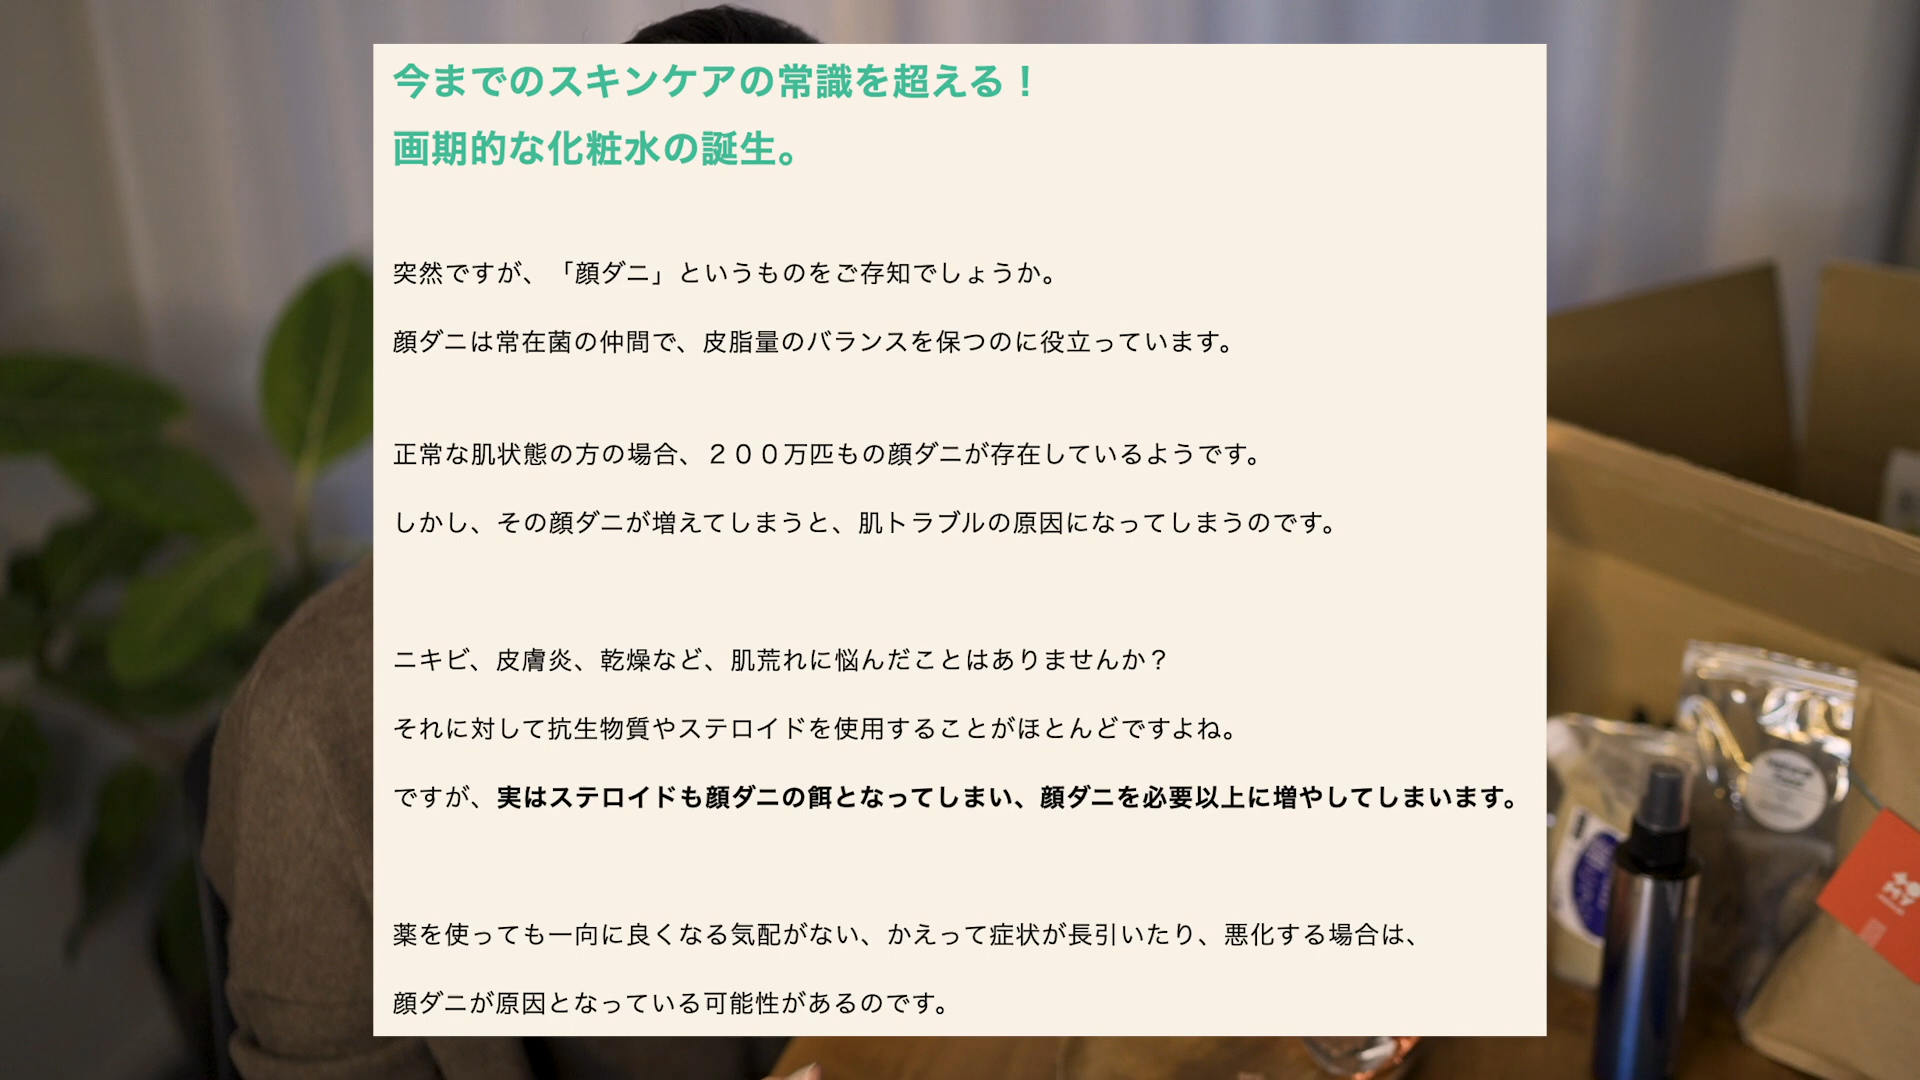 今までのスキンケアの常識を超える！
画期的な化粧水の誕生。
突然ですが、「顔ダニ」というものをご存知でしょうか。
顔ダニは常在菌の仲間で、皮脂量のバランスを保つのに役立っています。
正常な肌状態の方の場合、２００万匹もの顔ダニが存在しているようです。
しかし、その顔ダニが増えてしまうと、肌トラブルの原因になってしまうのです。
ニキビ、皮膚炎、乾燥など、肌荒れに悩んだことはありませんか？
それに対して抗生物質やステロイドを使用することがほとんどですよね。
ですが、実はステロイドも顔ダニの餌となってしまい、顔ダニを必要以上に増やしてしまいます。
薬を使っても一向に良くなる気配がない、かえって症状が長引いたり、悪化する場合は、
顔ダニが原因となっている可能性があるのです。